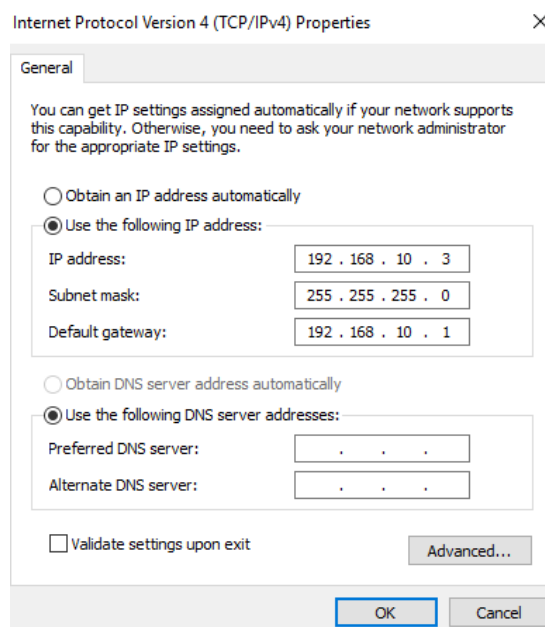 Internet Protocol Version 4 (TCP/IPv4) Properties
General
You can get IP settings assigned automatically if your network supports
this capability. Otherwise, you need to ask your network administrator
for the appropriate IP settings.
Obtain an IP address automatically
Use the following IP address:
IP address: 192 . 168 . 10 . 3
Subnet mask: 255 . 255 . 255 . 0
Default gateway: 192 . 168 . 10 . 1
Obtain DNS server address automatically
Use the following DNS server addresses:
Preferred DNS server: . . .
Alternate DNS server: . . .
Validate settings upon exit
Advanced...
OK Cancel